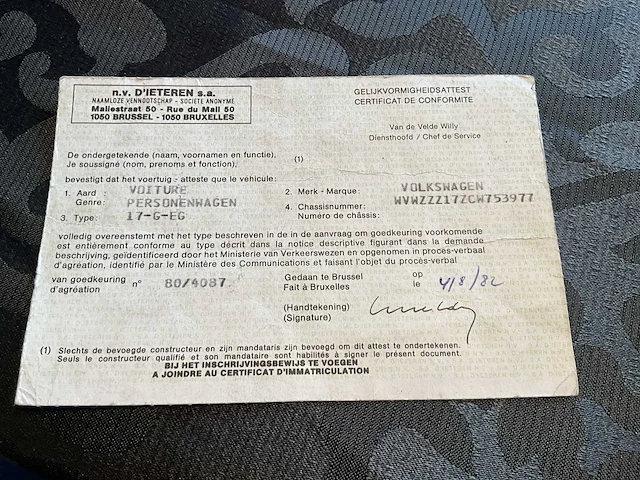 n.v. D'IETEREN s.a.
NAAMLOZE VENNOOTSCHAP - SOCIETE ANONYME
Maliestraat 50 - Rue du Mail 50
1050 BRUSSEL - 1050 BRUXELLES
GELIJKVORMIGHEIDSATTEST
CERTIFICAT DE CONFORMITE
Van de Velde Willy
Diensthoofd / Chef de Service
De ondergetekende (naam, voornamen en functie),
Je soussigné (nom, prenoms et fonction),
(1)
bevestigt dat het voertuig - atteste que le véhicule:
1. Aard : VOITURE
Genre: PERSONENWAGEN
2. Merk - Marque: VOLKSWAGEN
3. Type: 17-G-EG
4. Chassisnummer: WVWZZZ17ZCW753977
Numéro de châssis:
volledig overeenstemt met het type beschreven in de in de aanvraag om goedkeuring voorkomende
est entièrement conforme au type décrit dans la notice descriptive figurant dans la demande
beschrijving, geïdentificeerd door het Ministerie van Verkeerswezen en opgenomen in proces-verbaal
d'agréation, identifié par le Ministère des Communications et faisant l'objet du procès-verbal
van goedkeuring
d'agréation
n° 80/4087
Gedaan te Brussel op
Fait à Bruxelles le
4/8/82
(Handtekening)
(Signature)
(1) Slechts de bevoegde constructeur en zijn mandataris zijn bevoegd om dit attest te ondertekenen.
Seuls le constructeur qualifié et son mandataire sont habilités à signer le présent document.
BIJ HET INSCHRIJVINGSBEWIJS TE VOEGEN
A JOINDRE AU CERTIFICAT D'IMMATRICULATION